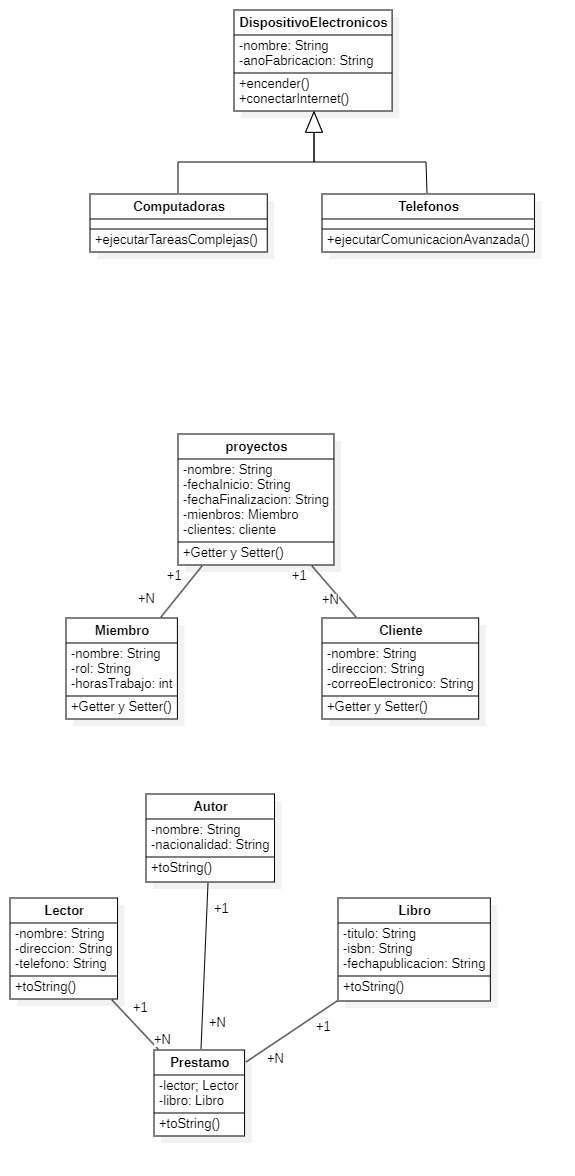 DispositivoElectronicos
-nombre: String
-anoFabricacion: String
+encender()
+conectarInternet()
Computadoras
+ejecutarTareasComplejas()
Telefonos
+ejecutarComunicacionAvanzada()
proyectos
-nombre: String
-fechaInicio: String
-fechaFinalizacion: String
-mienbros: Miembro
-clientes: cliente
+Getter y Setter()
+1
+1
+N
+N
Miembro
-nombre: String
-rol: String
-horasTrabajo: int
+Getter y Setter()
Cliente
-nombre: String
-direccion: String
-correoElectronico: String
+Getter y Setter()
Autor
-nombre: String
-nacionalidad: String
+toString()
+1
Lector
-nombre: String
-direccion: String
-telefono: String
+toString()
Libro
-titulo: String
-isbn: String
-fechapublicacion: String
+toString()
+1
+N
+1
+N
+N
Prestamo
-lector; Lector
-libro: Libro
+toString()